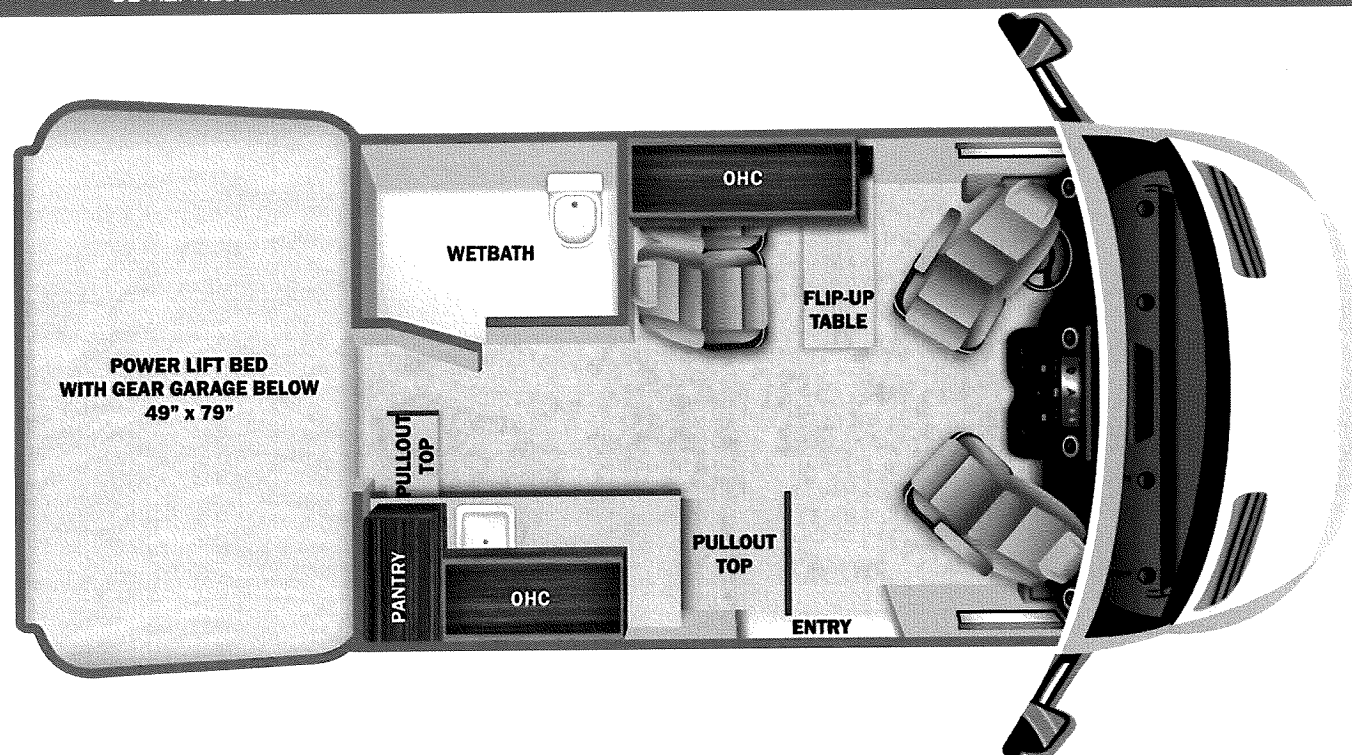 OHC
WETBATH
FLIP-UP
TABLE
POWER LIFT BED
WITH GEAR GARAGE BELOW
49" x 79"
PULLOUT
TOP
PANTRY
OHC
PULLOUT
TOP
ENTRY